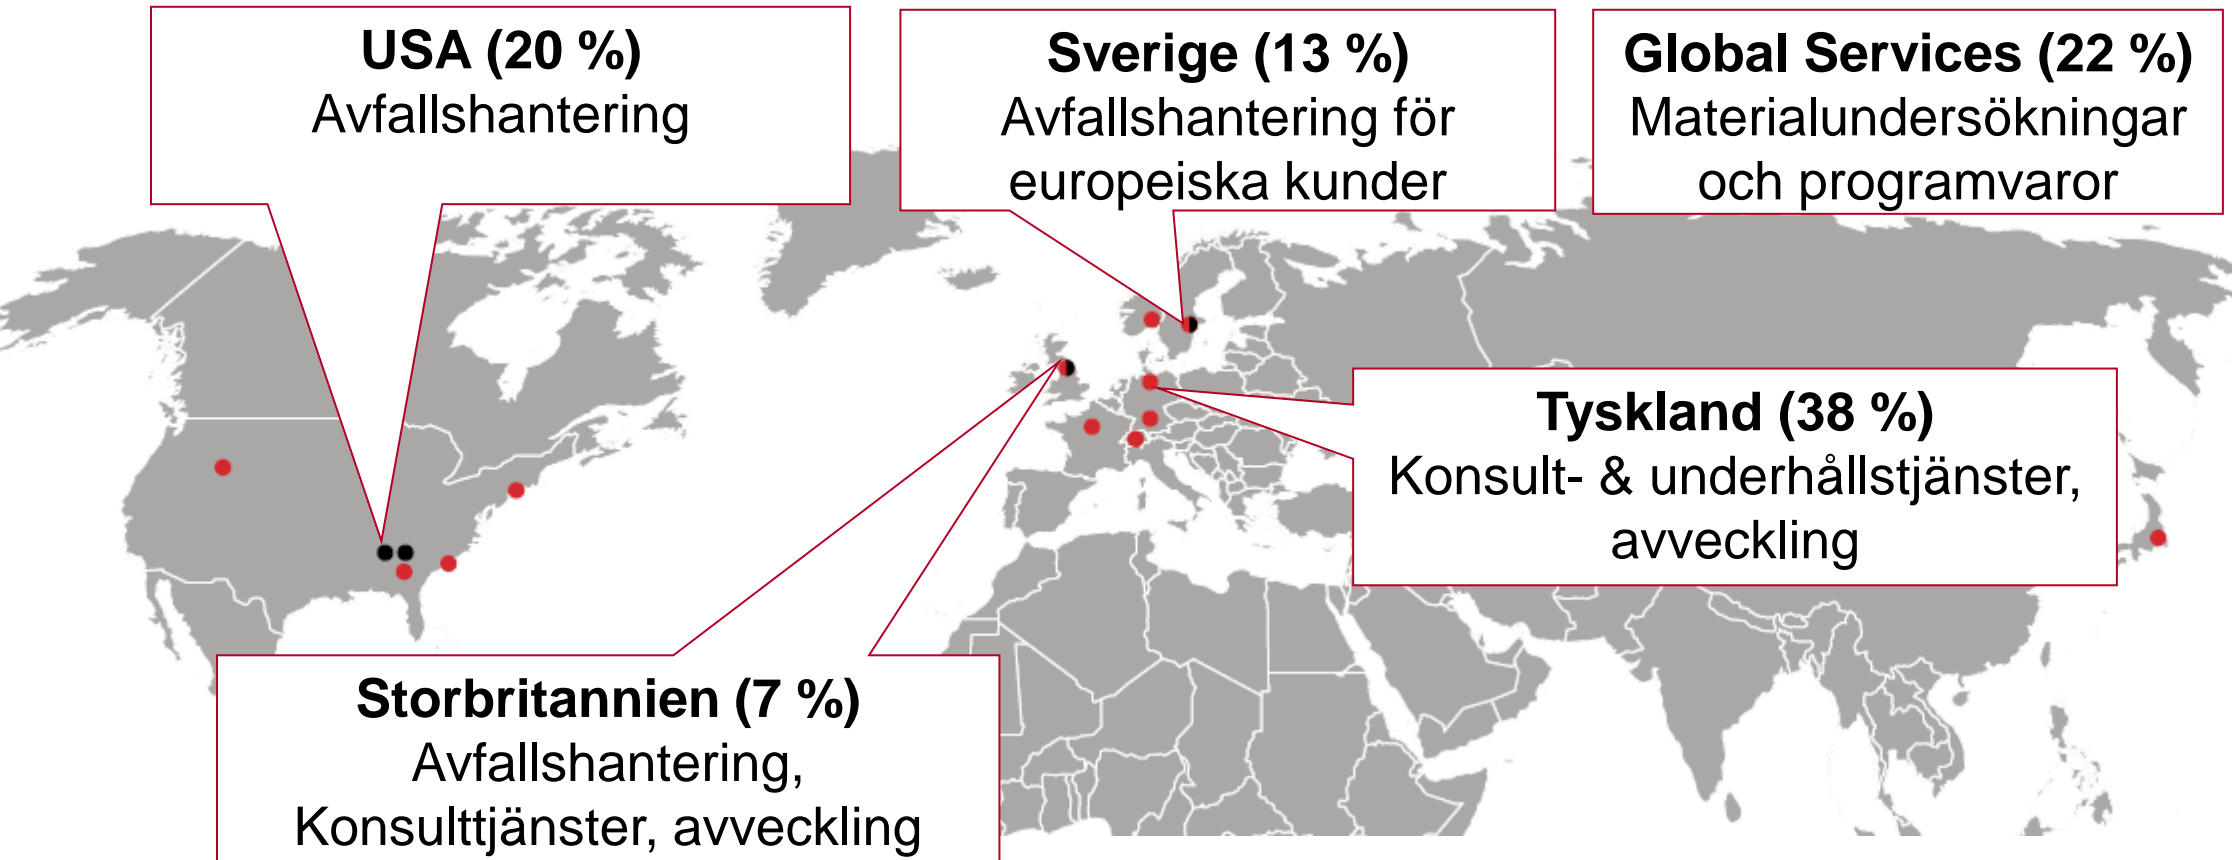 USA (20 %)
Avfallshantering
Sverige (13 %)
Avfallshantering för
europeiska kunder
Global Services (22 %)
Materialundersökningar
och programvaror
Tyskland (38 %)
Konsult- & underhållstjänster,
avveckling
Storbritannien (7 %)
Avfallshantering,
Konsulttjänster, avveckling